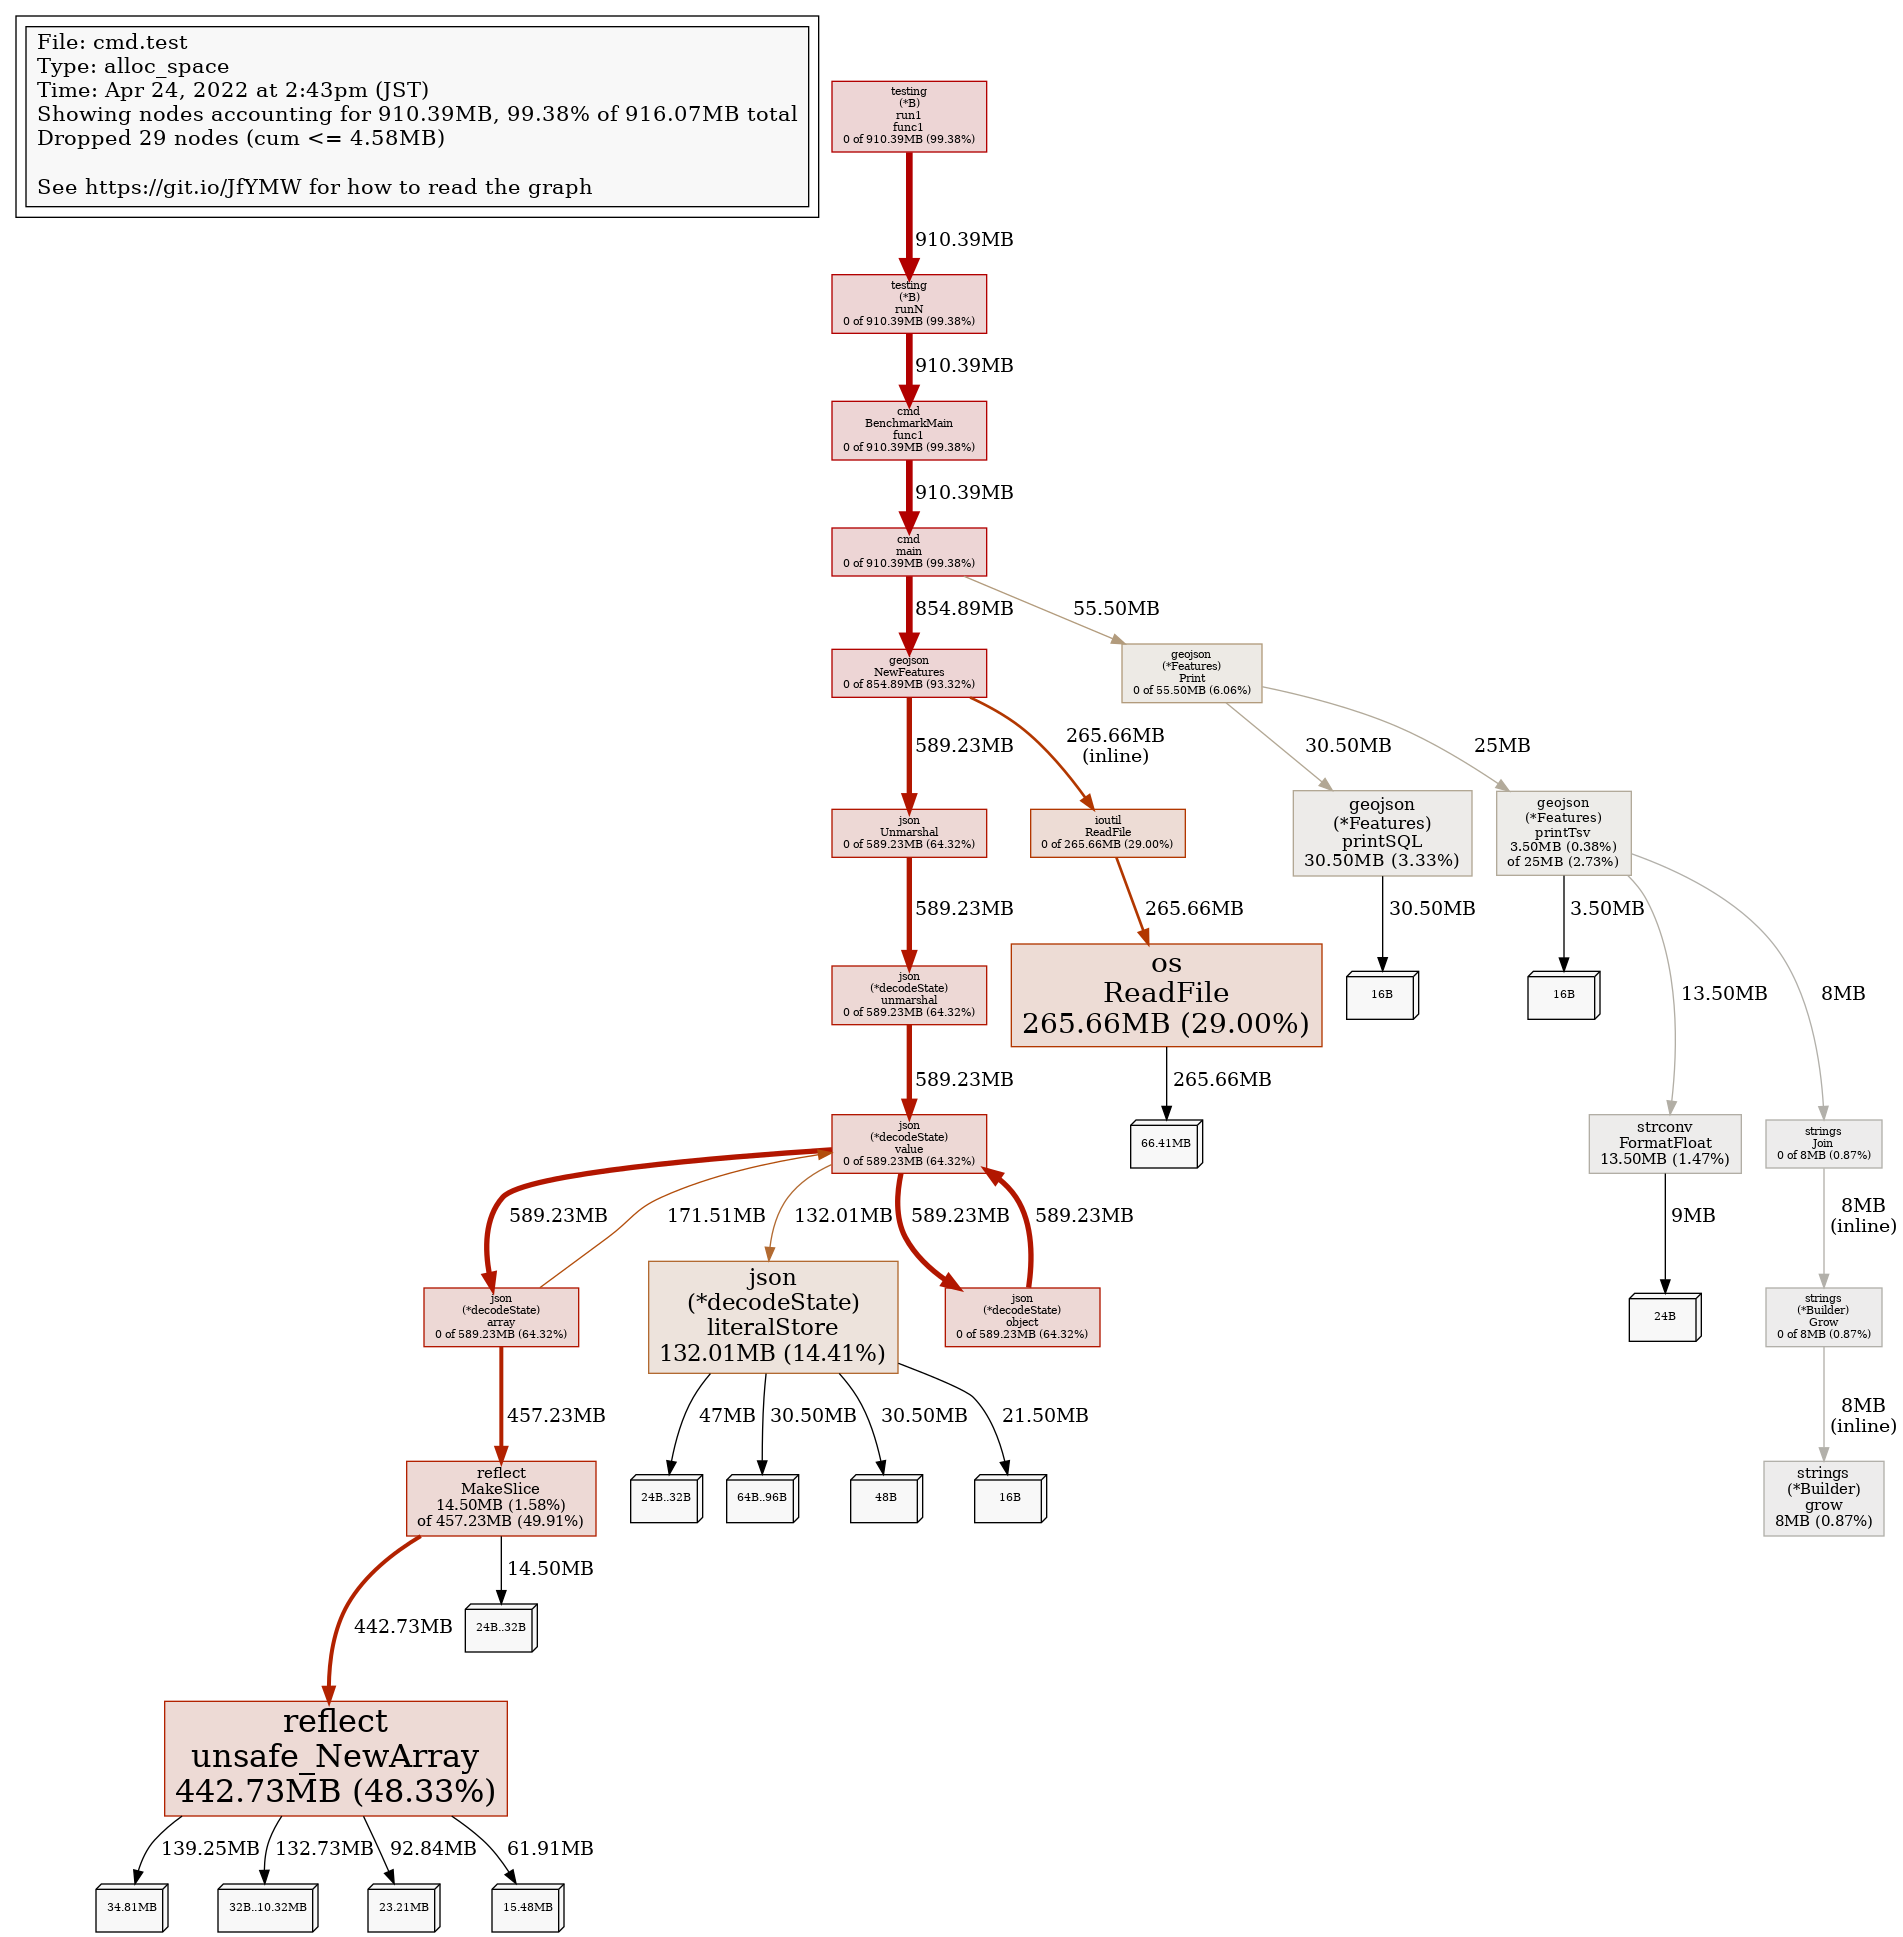 File: cmd.test
Type: alloc_space
Time: Apr 24, 2022 at 2:43pm (JST)
Showing nodes accounting for 910.39MB, 99.38% of 916.07MB total
Dropped 29 nodes (cum <= 4.58MB)
See https://git.io/JfYMW for how to read the graph
testing
(*B)
run1
func1
0 of 910.39MB (99.38%)
910.39MB
testing
(*B)
runN
0 of 910.39MB (99.38%)
910.39MB
cmd
BenchmarkMain
func1
0 of 910.39MB (99.38%)
910.39MB
cmd
main
0 of 910.39MB (99.38%)
854.89MB
55.50MB
geojson
NewFeatures
0 of 854.89MB (93.32%)
geojson
(*Features)
Print
0 of 55.50MB (6.06%)
589.23MB
265.66MB
(inline)
30.50MB
25MB
json
Unmarshal
0 of 589.23MB (64.32%)
ioutil
ReadFile
0 of 265.66MB (29.00%)
geojson
(*Features)
printSQL
30.50MB (3.33%)
geojson
(*Features)
printTsv
3.50MB (0.38%)
of 25MB (2.73%)
589.23MB
265.66MB
30.50MB
3.50MB
json
(*decodeState)
unmarshal
0 of 589.23MB (64.32%)
os
ReadFile
265.66MB (29.00%)
16B
16B
13.50MB
8MB
589.23MB
265.66MB
json
(*decodeState)
value
0 of 589.23MB (64.32%)
66.41MB
strconv
FormatFloat
13.50MB (1.47%)
strings
Join
0 of 8MB (0.87%)
589.23MB
171.51MB
132.01MB
589.23MB
589.23MB
9MB
8MB
(inline)
json
(*decodeState)
array
0 of 589.23MB (64.32%)
json
(*decodeState)
literalStore
132.01MB (14.41%)
json
(*decodeState)
object
0 of 589.23MB (64.32%)
24B
strings
(*Builder)
Grow
0 of 8MB (0.87%)
457.23MB
47MB
30.50MB
30.50MB
21.50MB
8MB
(inline)
reflect
MakeSlice
14.50MB (1.58%)
of 457.23MB (49.91%)
24B..32B
64B..96B
48B
16B
strings
(*Builder)
grow
8MB (0.87%)
442.73MB
14.50MB
24B..32B
reflect
unsafe_NewArray
442.73MB (48.33%)
139.25MB
132.73MB
92.84MB
61.91MB
34.81MB
32B..10.32MB
23.21MB
15.48MB